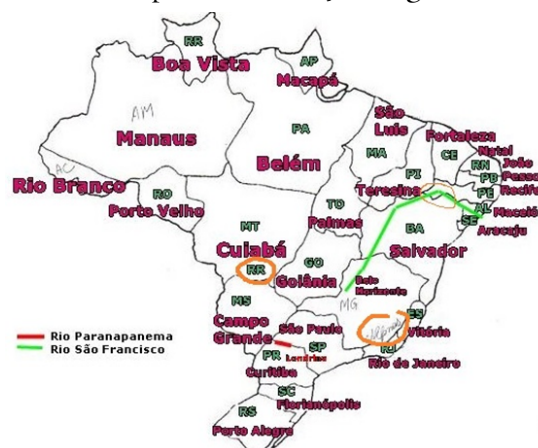 RR
Boa Vista
AP
Macapá
AM
Manaus
PA
Belém
São
Luis
MA
Fortaleza
CE
Natal
RN
João
Pessoa
PB
PI
Teresina
PE
Recife
AL
Maceió
SE
Aracaju
AC
Rio Branco
RO
Porto Velho
TO
Palmas
MT
BA
Salvador
Cuiabá
RR
GO
Goiânia
Belo
Horizonte
MG
MS
Campo
Grande
ES
Vitória
São Paulo
SP
RJ
Rio de Janeiro
Rio Paranapanema
Rio São Francisco
PR
Londrina
Curitiba
SC
Florianópolis
RS
Porto Alegre